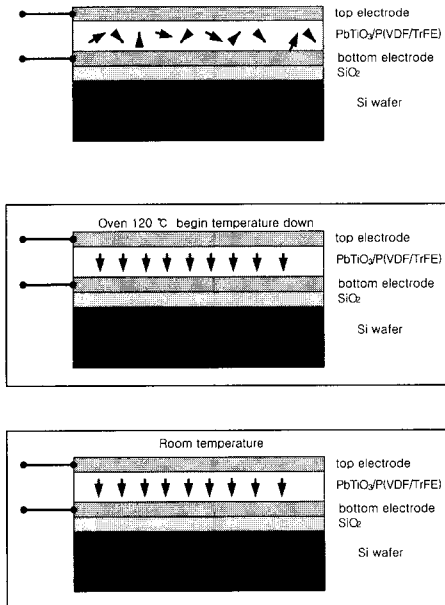 top electrode
PbTiO₃/P(VDF/TrFE)
bottom electrode
SiO₂
Si wafer
Oven 120 ℃ begin temperature down
top electrode
PbTiO₃/P(VDF/TrFE)
bottom electrode
SiO₂
Si wafer
Room temperature
top electrode
PbTiO₃/P(VDF/TrFE)
bottom electrode
SiO₂
Si wafer